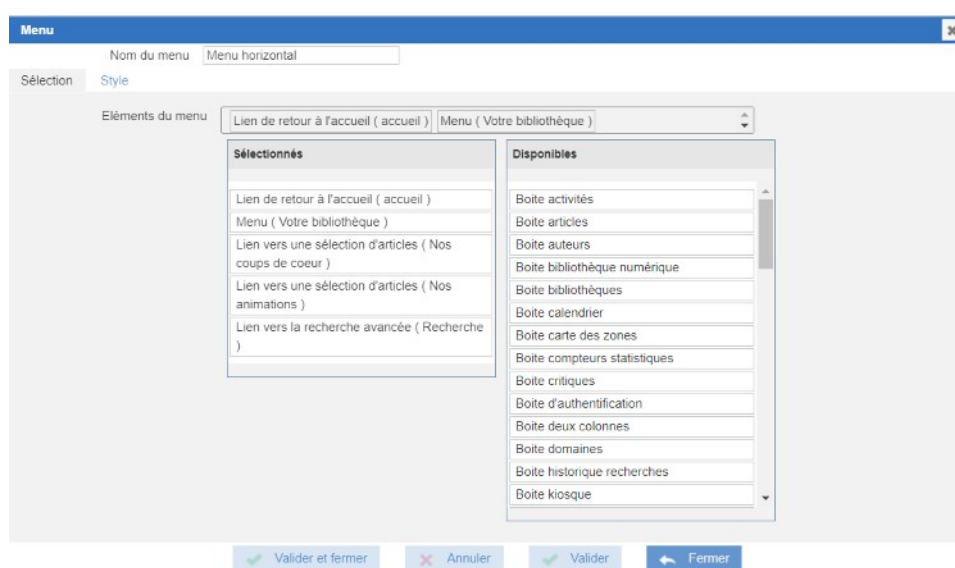 Menu
Nom du menu Menu horizontal
Sélection Style
Eléments du menu Lien de retour à l'accueil ( accueil ) Menu ( Votre bibliothèque )
Sélectionnés
Lien de retour à l'accueil ( accueil )
Menu ( Votre bibliothèque )
Lien vers une sélection d'articles ( Nos
coups de coeur )
Lien vers une sélection d'articles ( Nos
animations )
Lien vers la recherche avancée ( Recherche
)
Disponibles
Boite activités
Boite articles
Boite auteurs
Boite bibliothèque numérique
Boite bibliothèques
Boite calendrier
Boite carte des zones
Boite compteurs statistiques
Boite critiques
Boite d'authentification
Boite deux colonnes
Boite domaines
Boite historique recherches
Boite kiosque
Valider et fermer Annuler Valider Fermer